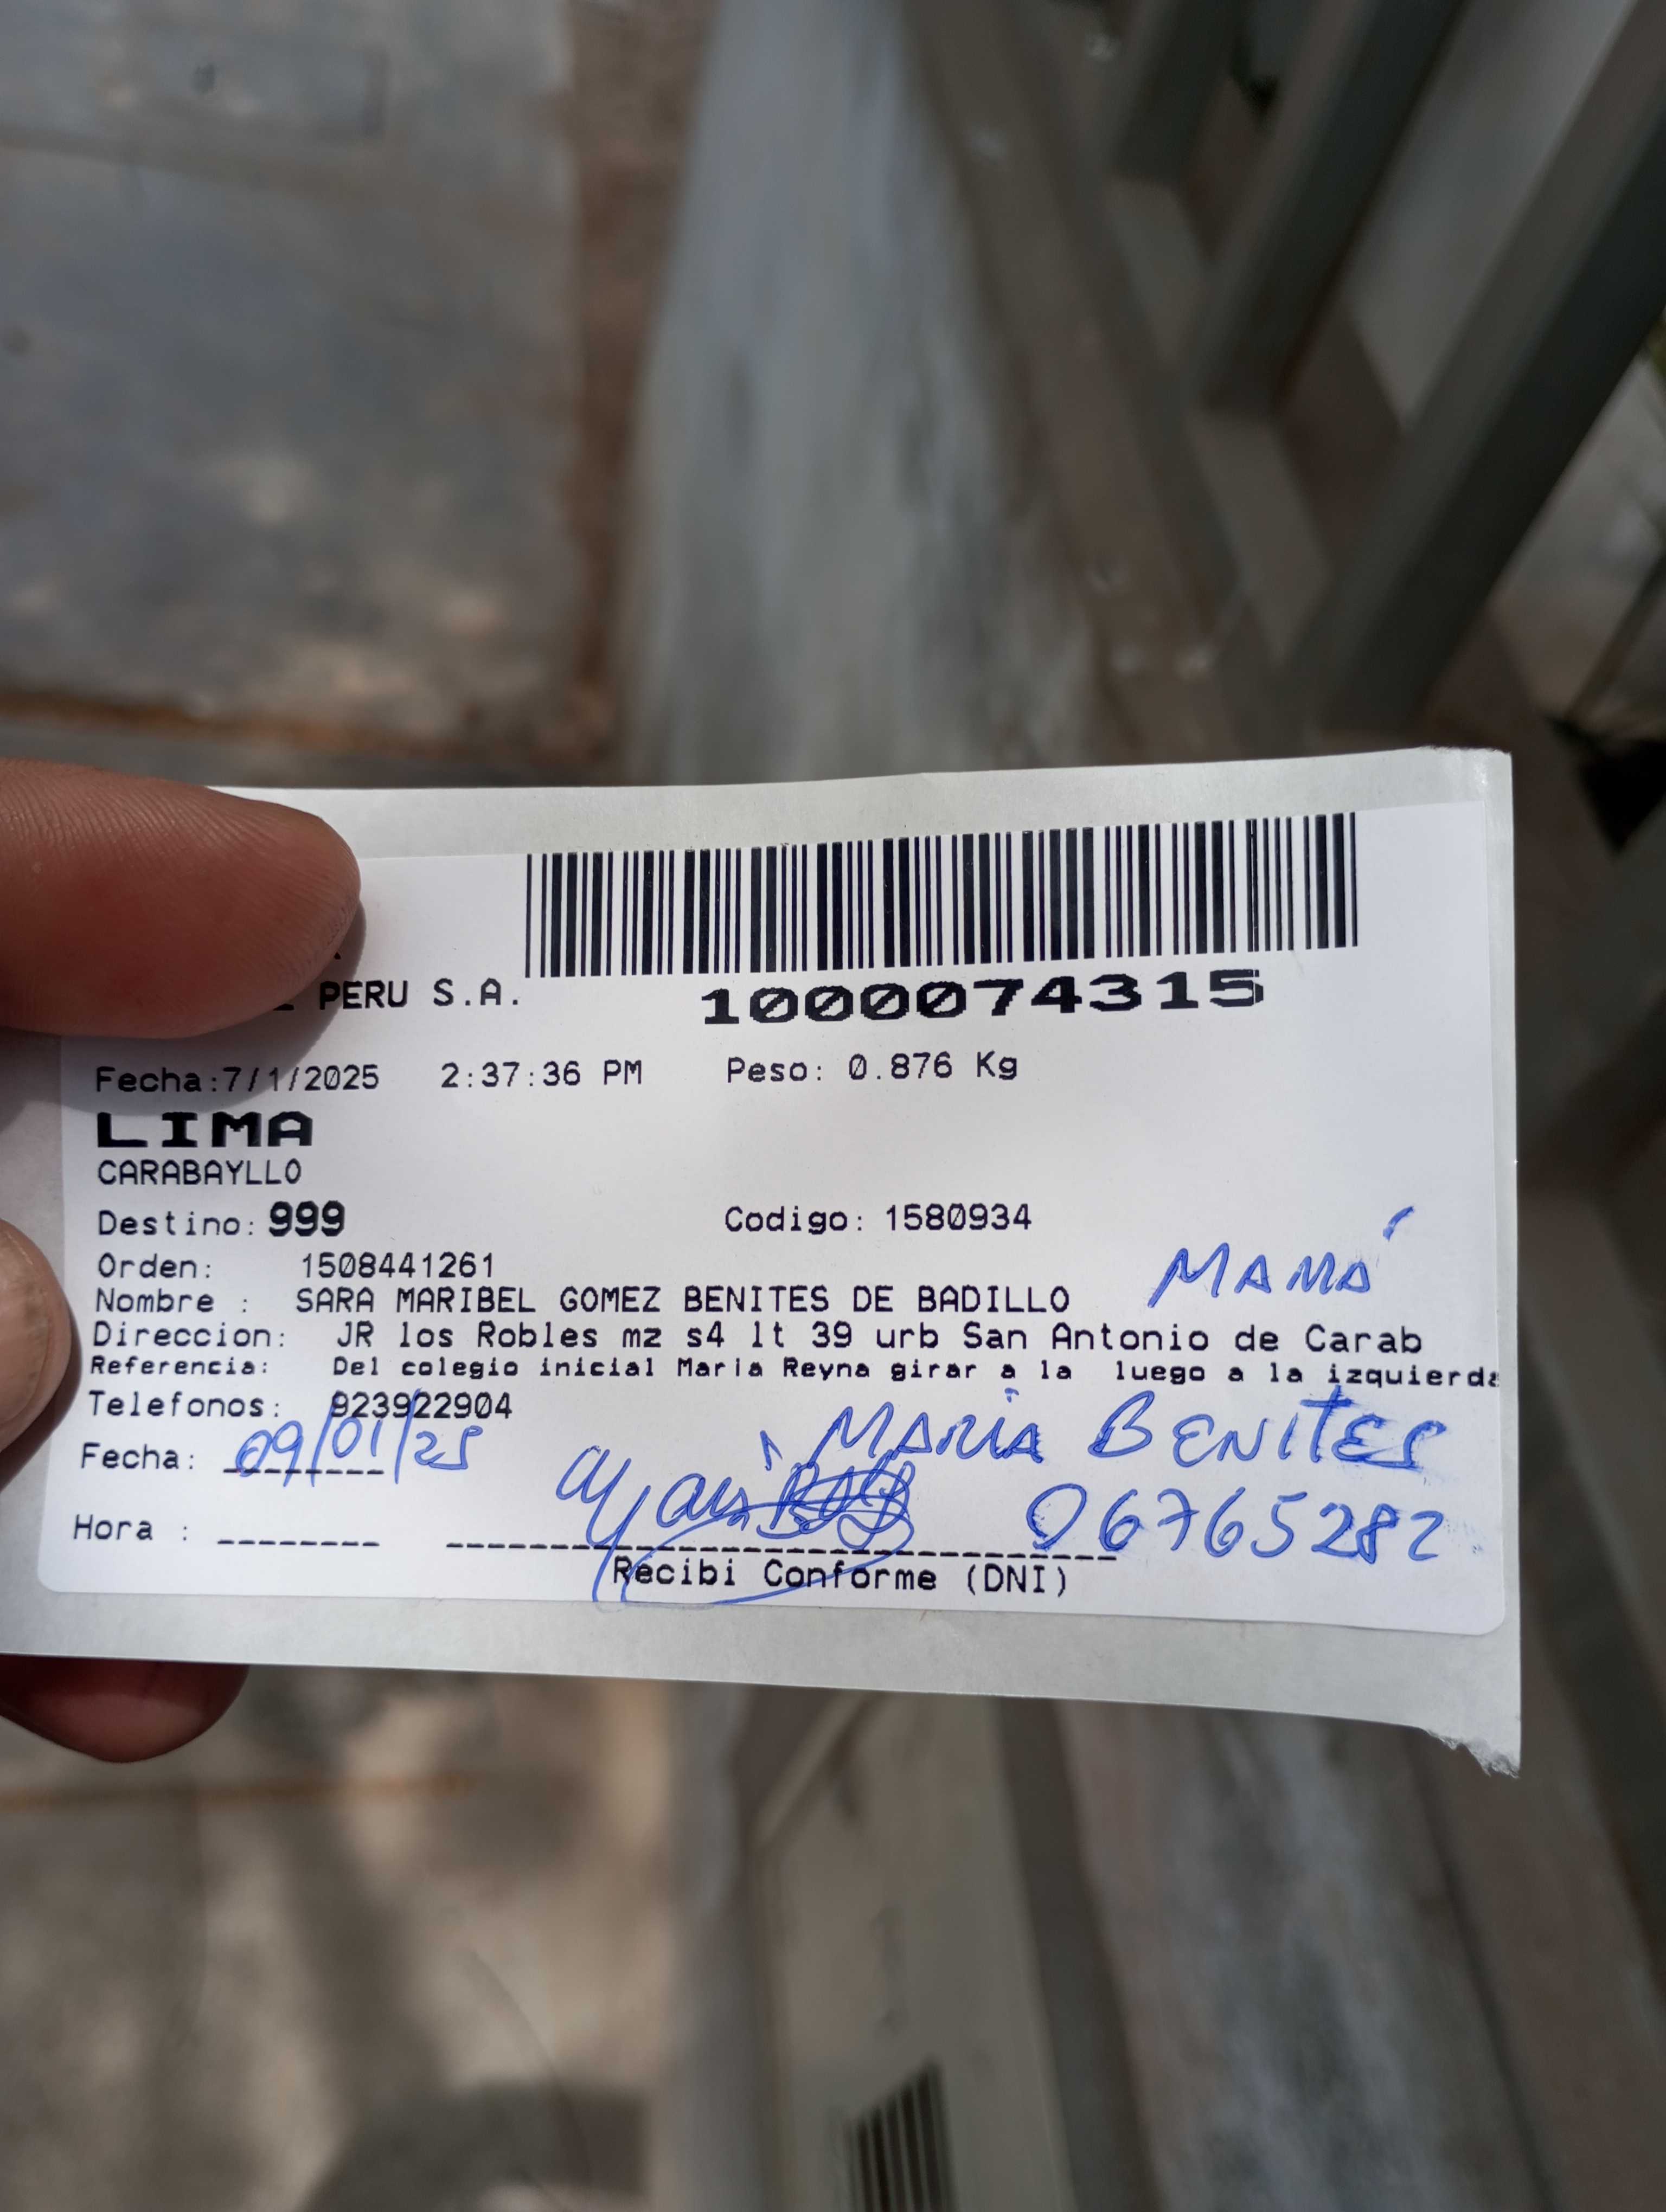 PERU S.A.
1000074315
Fecha:7/1/2025 2:37:36 PM Peso: 0.876 Kg
LIMA
CARABAYLLO
Destino: 999 Codigo: 1580934
Orden: 1508441261
MAMÁ
Nombre : SARA MARIBEL GOMEZ BENITES DE BADILLO
Direccion: JR los Robles mz s4 lt 39 urb San Antonio de Carab
Referencia: Del colegio inicial Maria Reyna girar a la luego a la izquierda
Telefonos: 923922904
MARIA BENITES
Fecha: 09/01/25
06765282
Hora :
Recibi Conforme (DNI)